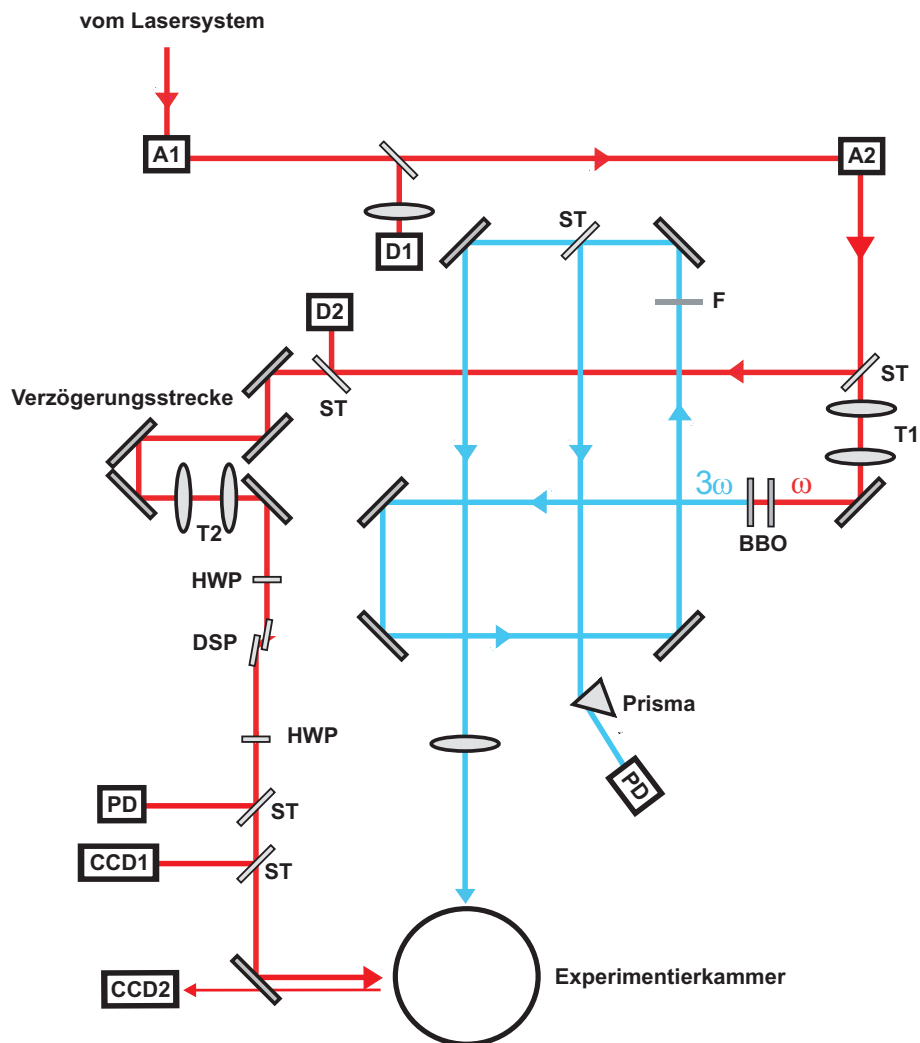 vom Lasersystem
A1
A2
ST
D1
F
D2
ST
ST
Verzögerungsstrecke
T1
3ω
ω
T2
BBO
HWP
DSP
Prisma
HWP
PD
PD
ST
CCD1
ST
Experimentierkammer
CCD2